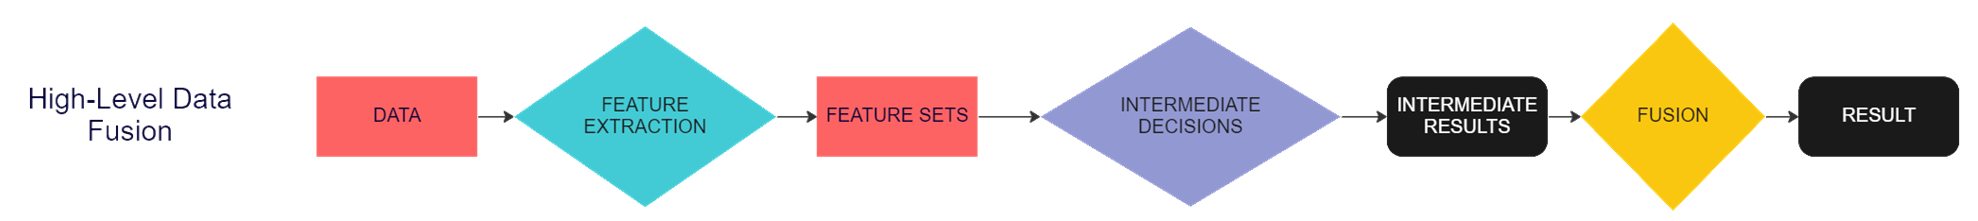 High-Level Data
Fusion
DATA
FEATURE
EXTRACTION
FEATURE SETS
INTERMEDIATE
DECISIONS
INTERMEDIATE
RESULTS
FUSION
RESULT